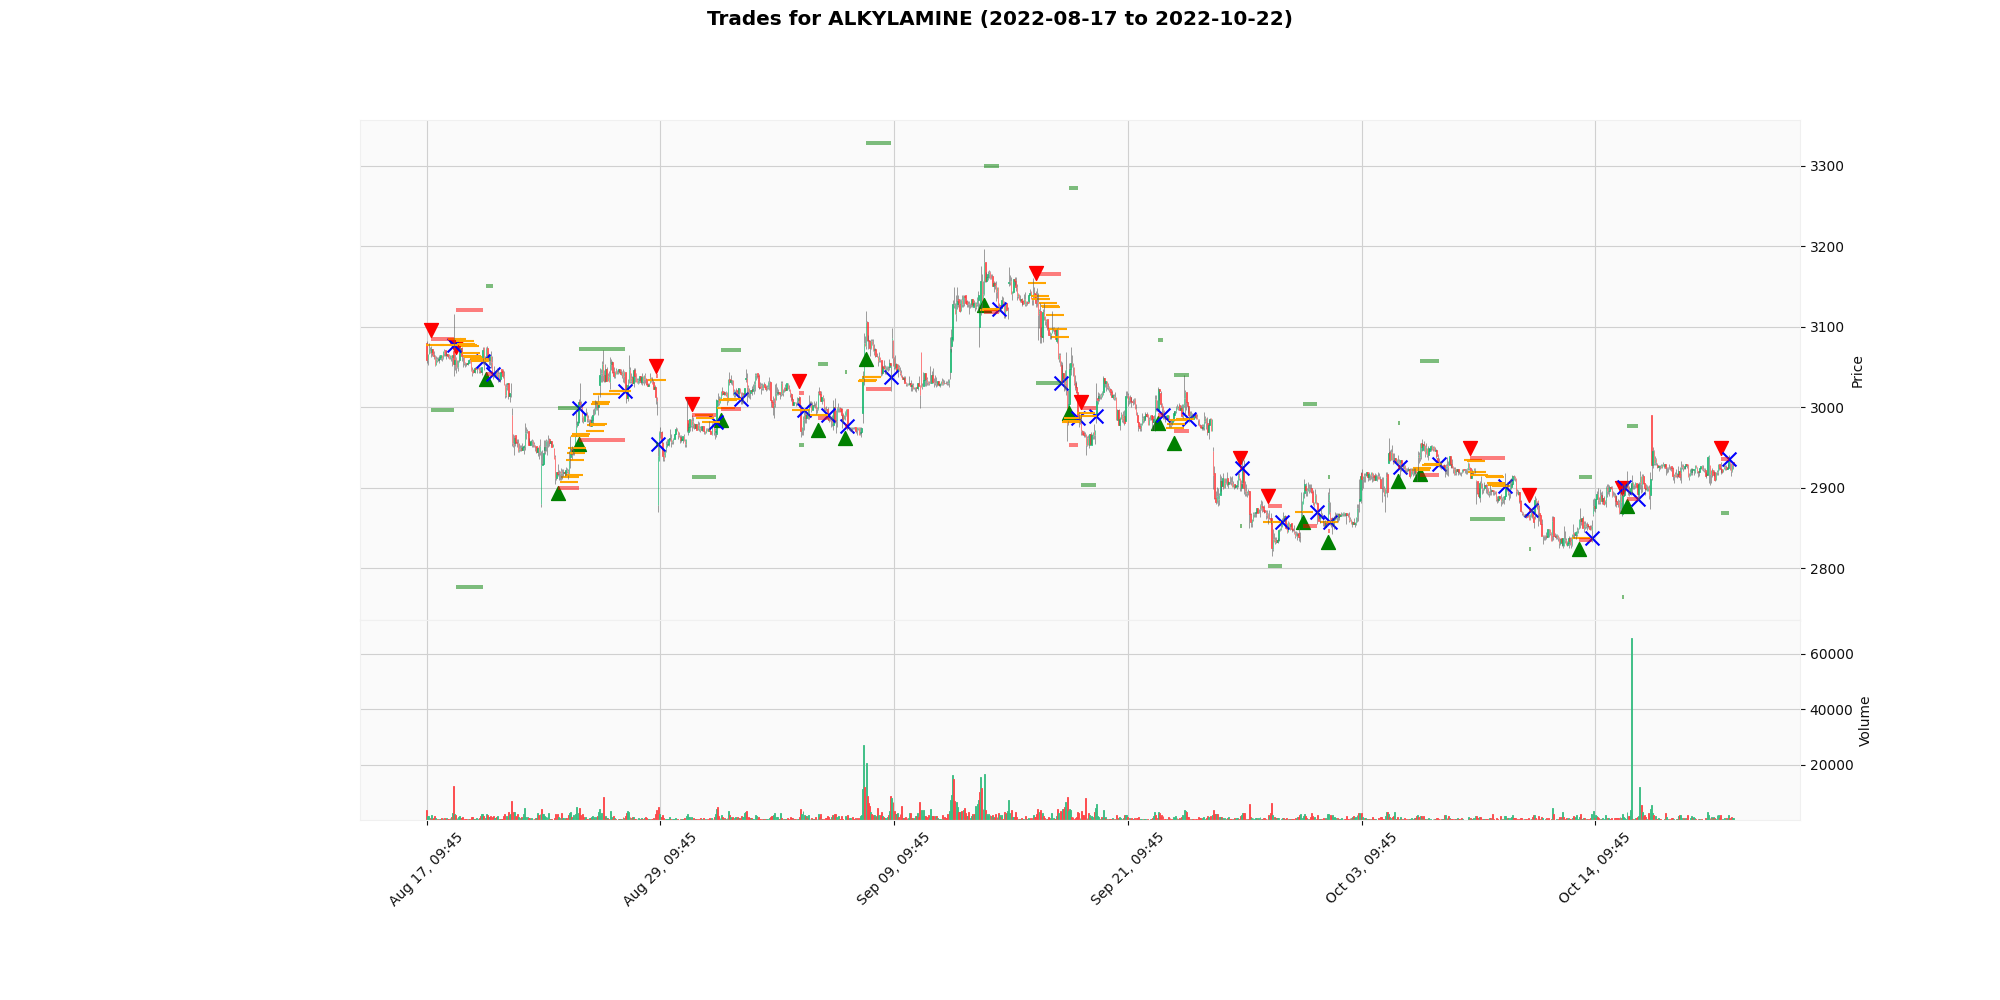 Trades for ALKYLAMINE (2022-08-17 to 2022-10-22)
3300
3200
3100
3000
2900
2800
Price
60000
40000
20000
Volume
Aug 17, 09:45
Aug 29, 09:45
Sep 09, 09:45
Sep 21, 09:45
Oct 03, 09:45
Oct 14, 09:45